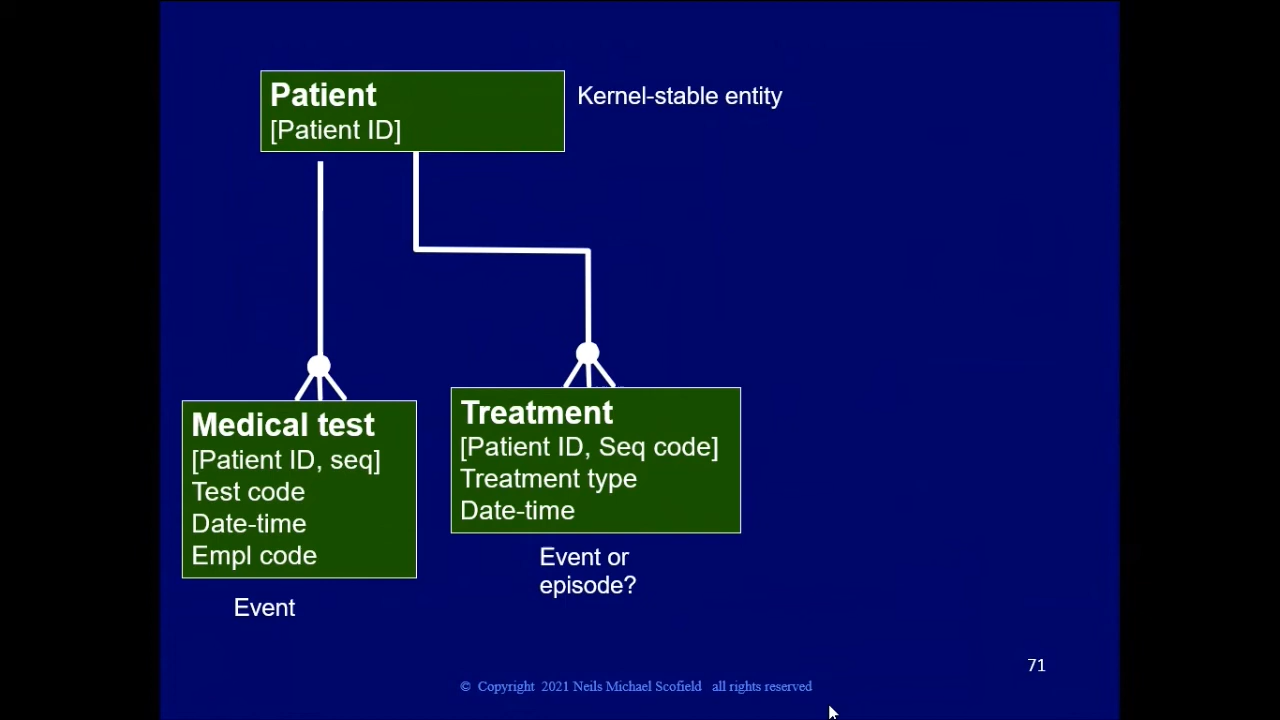 Patient
[Patient ID]
Kernel-stable entity
Medical test
[Patient ID, seq]
Test code
Date-time
Empl code
Event
Treatment
[Patient ID, Seq code]
Treatment type
Date-time
Event or
episode?
71
© Copyright 2021 Neils Michael Scofield all rights reserved